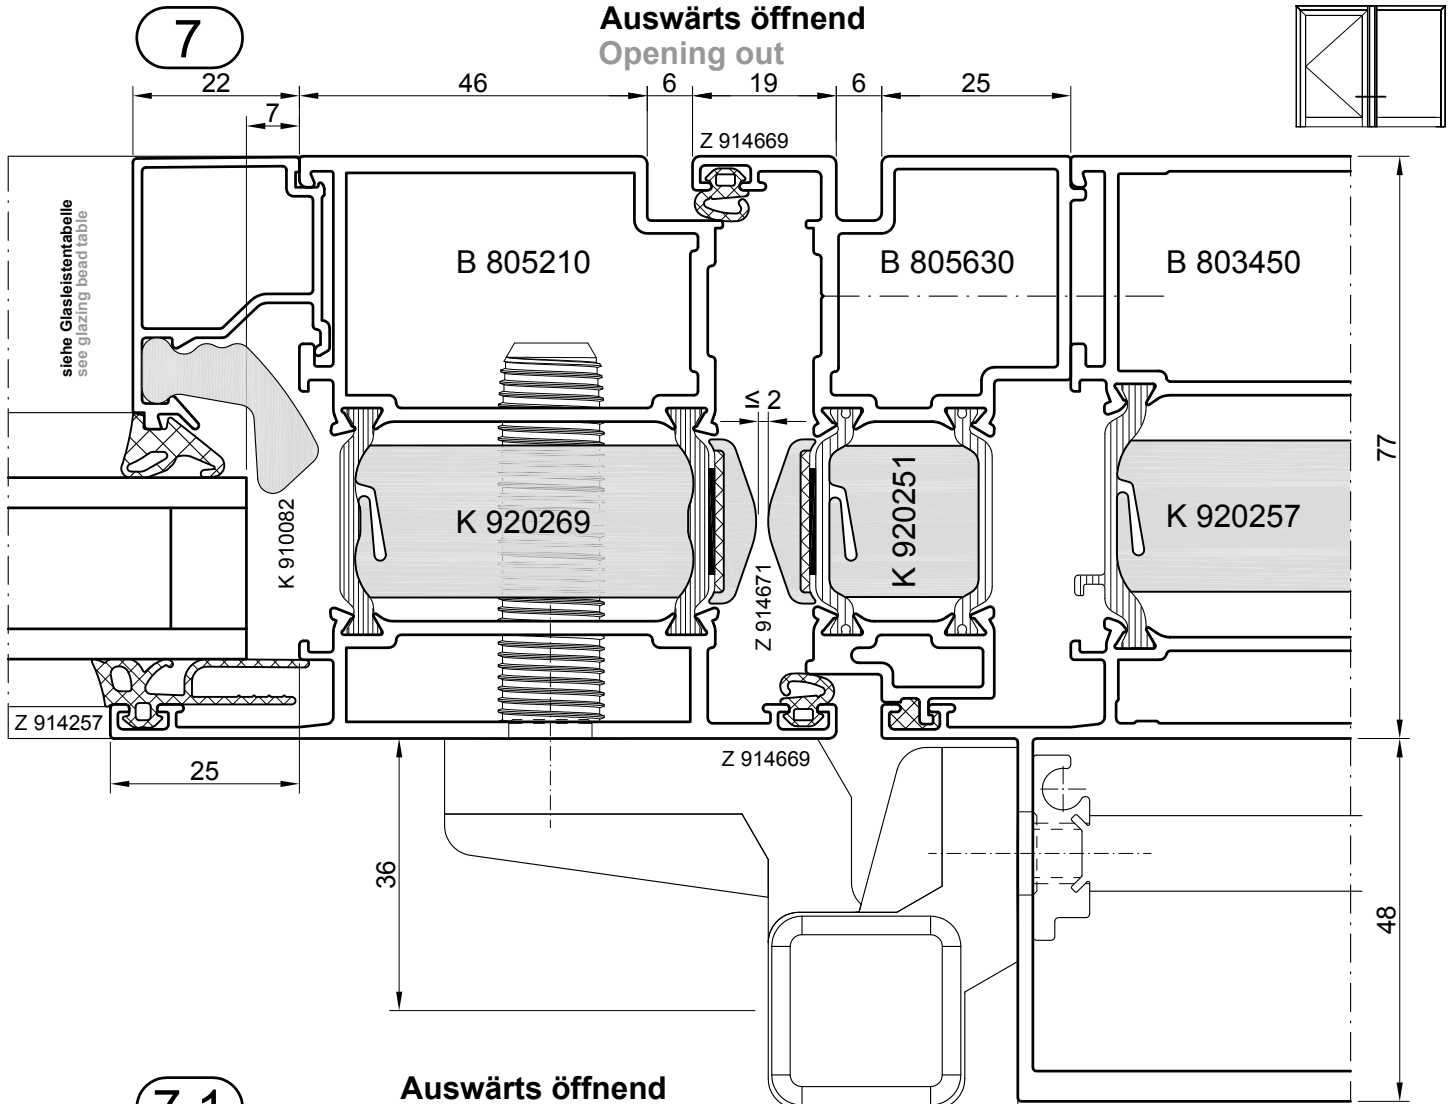 7
Auswärts öffnend
Opening out
22
46
6
19
6
25
7
Z 914669
siehe Glasleistentabelle
see glazing bead table
B 805210
B 805630
B 803450
≤ 2
77
K 920269
K 920251
K 920257
K 910082
Z 914671
Z 914257
Z 914669
25
36
48
7.1
Auswärts öffnend